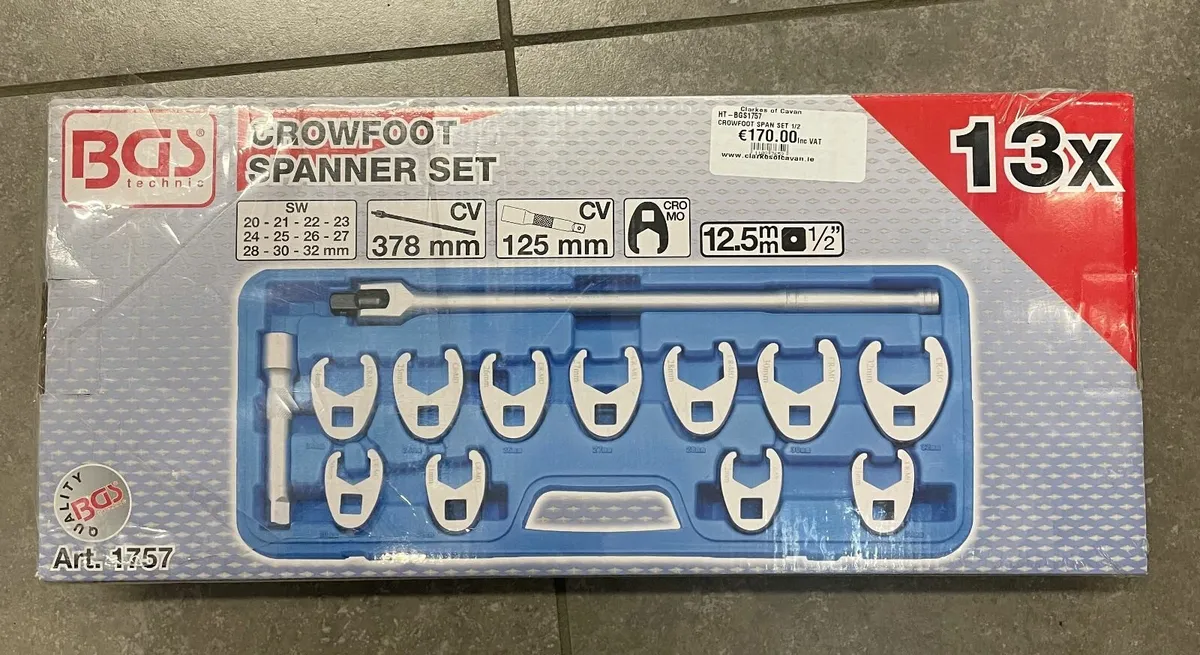 BGS®
technic
CROWFOOT
SPANNER SET
Clarkes of Cavan
HT-BGS1757
CROWFOOT SPAN SET 1/2
€170.00 Inc VAT
www.clarkesofcavan.ie
13x
SW
20 - 21 - 22 - 23
24 - 25 - 26 - 27
28 - 30 - 32 mm
CV
378 mm
CV
125 mm
CRO
MO
12.5 mm 1/2"
QUALITY
BGS
Art. 1757